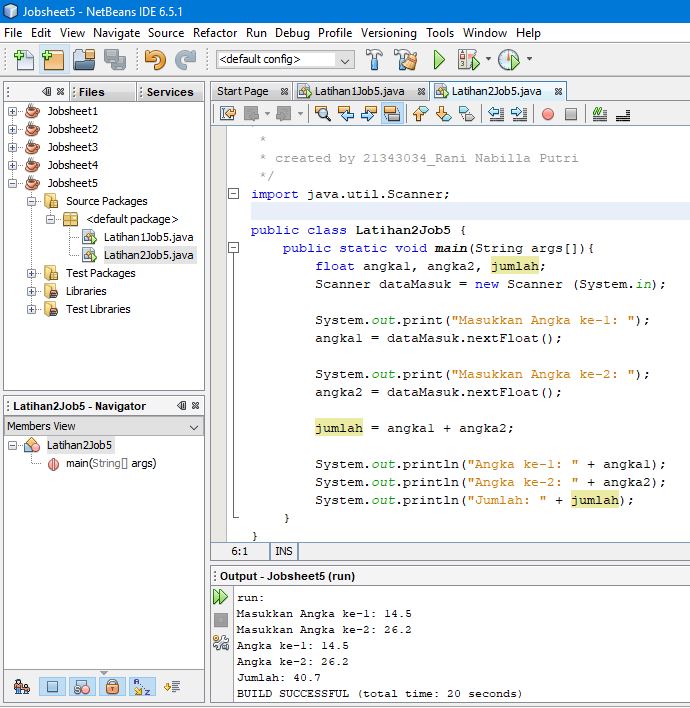 Jobsheet5 - NetBeans IDE 6.5.1
File Edit View Navigate Source Refactor Run Debug Profile Versioning Tools Window Help
<default config>
Files Services
Jobsheet1
Jobsheet2
Jobsheet3
Jobsheet4
Jobsheet5
Source Packages
<default package>
Latihan1Job5.java
Latihan2Job5.java
Test Packages
Libraries
Test Libraries
Latihan2Job5 - Navigator
Members View
Latihan2Job5
main(String[] args)
Start Page Latihan1Job5.java Latihan2Job5.java
*
* created by 21343034_Rani Nabilla Putri
*/
import java.util.Scanner;
public class Latihan2Job5 {
public static void main(String args[]){
float angka1, angka2, jumlah;
Scanner dataMasuk = new Scanner (System.in);
System.out.print("Masukkan Angka ke-1: ");
angka1 = dataMasuk.nextFloat();
System.out.print("Masukkan Angka ke-2: ");
angka2 = dataMasuk.nextFloat();
jumlah = angka1 + angka2;
System.out.println("Angka ke-1: " + angka1);
System.out.println("Angka ke-2: " + angka2);
System.out.println("Jumlah: " + jumlah);
}
}
6:1 INS
Output - Jobsheet5 (run)
run:
Masukkan Angka ke-1: 14.5
Masukkan Angka ke-2: 26.2
Angka ke-1: 14.5
Angka ke-2: 26.2
Jumlah: 40.7
BUILD SUCCESSFUL (total time: 20 seconds)